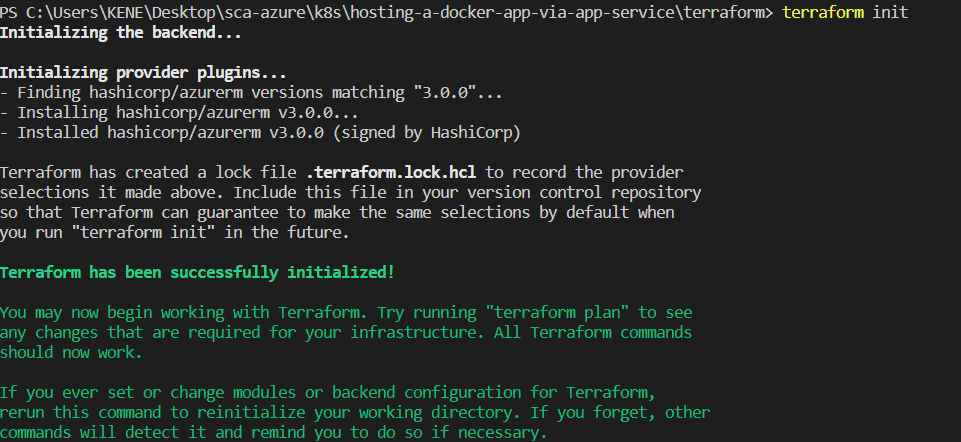 PS C:\Users\KENE\Desktop\sca-azure\k8s\hosting-a-docker-app-via-app-service\terraform> terraform init
Initializing the backend...
Initializing provider plugins...
- Finding hashicorp/azurerm versions matching "3.0.0"...
- Installing hashicorp/azurerm v3.0.0...
- Installed hashicorp/azurerm v3.0.0 (signed by HashiCorp)
Terraform has created a lock file .terraform.lock.hcl to record the provider
selections it made above. Include this file in your version control repository
so that Terraform can guarantee to make the same selections by default when
you run "terraform init" in the future.
Terraform has been successfully initialized!
You may now begin working with Terraform. Try running "terraform plan" to see
any changes that are required for your infrastructure. All Terraform commands
should now work.
If you ever set or change modules or backend configuration for Terraform,
rerun this command to reinitialize your working directory. If you forget, other
commands will detect it and remind you to do so if necessary.